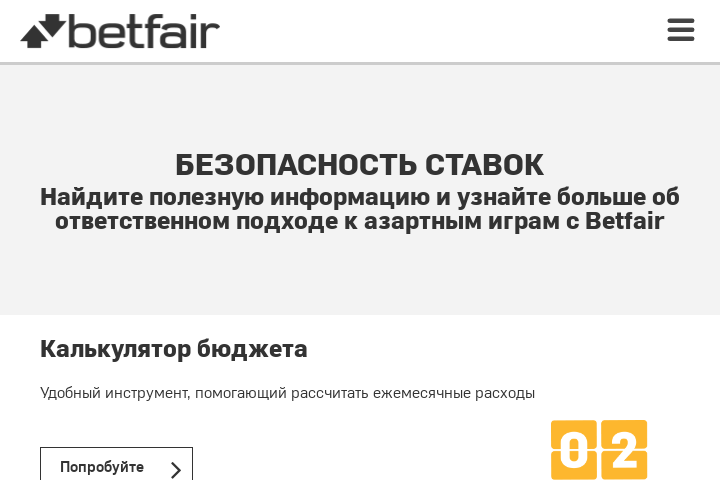 betfair
БЕЗОПАСНОСТЬ СТАВОК
Найдите полезную информацию и узнайте больше об
ответственном подходе к азартным играм с Betfair
Калькулятор бюджета
Удобный инструмент, помогающий рассчитать ежемесячные расходы
02
Попробуйте